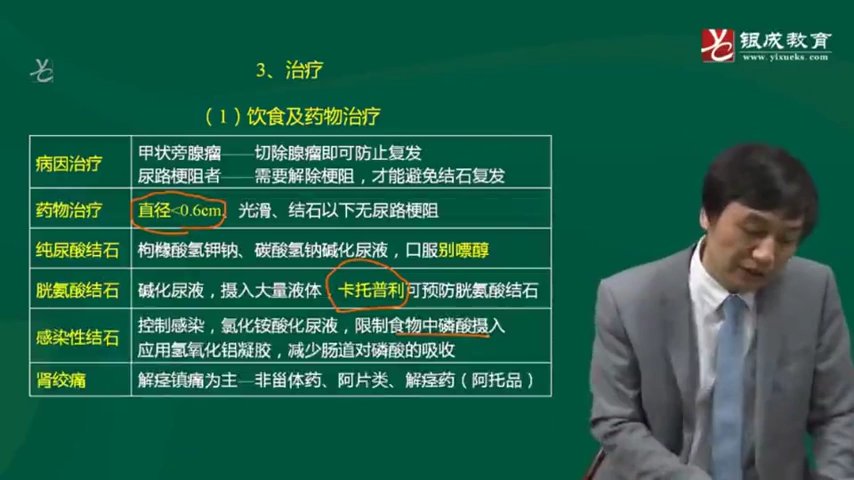 银成教育
www.yixueks.com
3、治疗
（1）饮食及药物治疗
病因治疗
甲状旁腺瘤——切除腺瘤即可防止复发
尿路梗阻者——需要解除梗阻，才能避免结石复发
药物治疗
直径<0.6cm、光滑、结石以下无尿路梗阻
纯尿酸结石
枸橼酸氢钾钠、碳酸氢钠碱化尿液，口服别嘌醇
胱氨酸结石
碱化尿液，摄入大量液体，卡托普利可预防胱氨酸结石
感染性结石
控制感染，氯化铵酸化尿液，限制食物中磷酸摄入
应用氢氧化铝凝胶，减少肠道对磷酸的吸收
肾绞痛
解痉镇痛为主—非甾体药、阿片类、解痉药（阿托品）